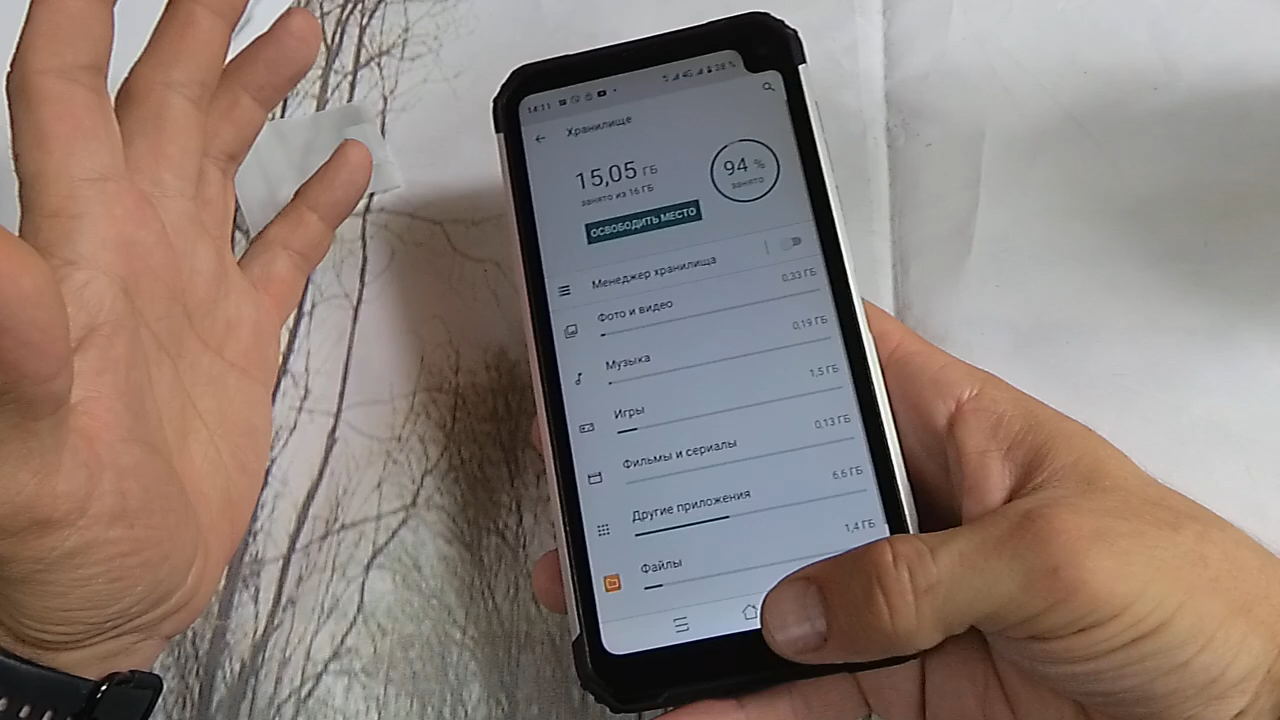 14:11 4G 28 %
Хранилище
15,05 ГБ
занято из 16 ГБ
94 %
занято
ОСВОБОДИТЬ МЕСТО
Менеджер хранилища
Фото и видео 0,33 ГБ
Музыка 0,19 ГБ
Игры 1,5 ГБ
Фильмы и сериалы 0,13 ГБ
Другие приложения 6,6 ГБ
Файлы 1,4 ГБ